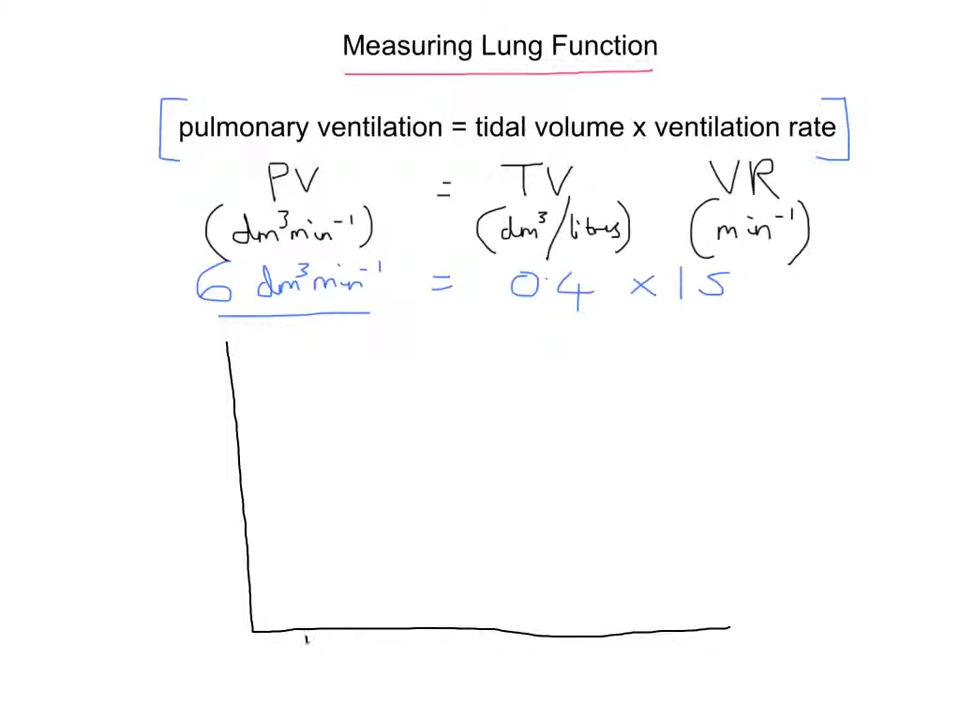 Measuring Lung Function
pulmonary ventilation = tidal volume x ventilation rate
PV = TV VR
(dm³min⁻¹) (dm³/litres) (min⁻¹)
6 dm³min⁻¹ = 0.4 x 15